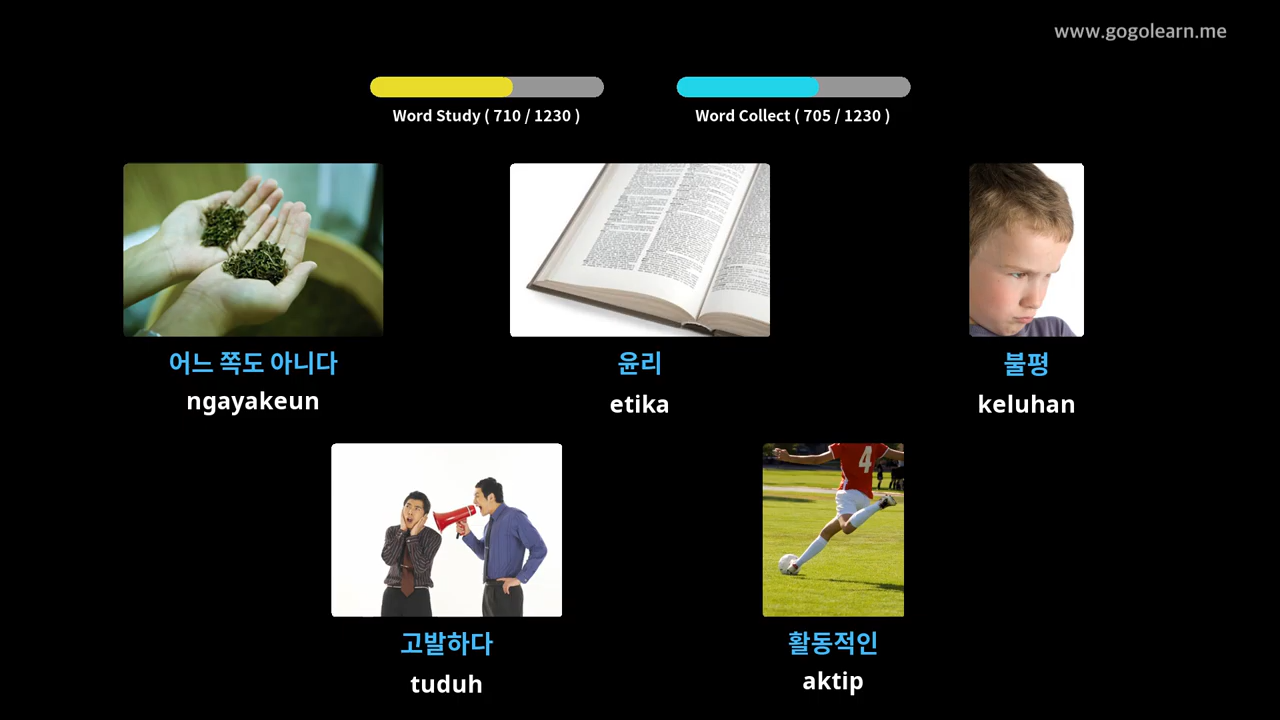 www.gogolearn.me
Word Study ( 710 / 1230 )
Word Collect ( 705 / 1230 )
어느 쪽도 아니다
ngayakeun
윤리
etika
불평
keluhan
4
고발하다
tuduh
활동적인
aktip